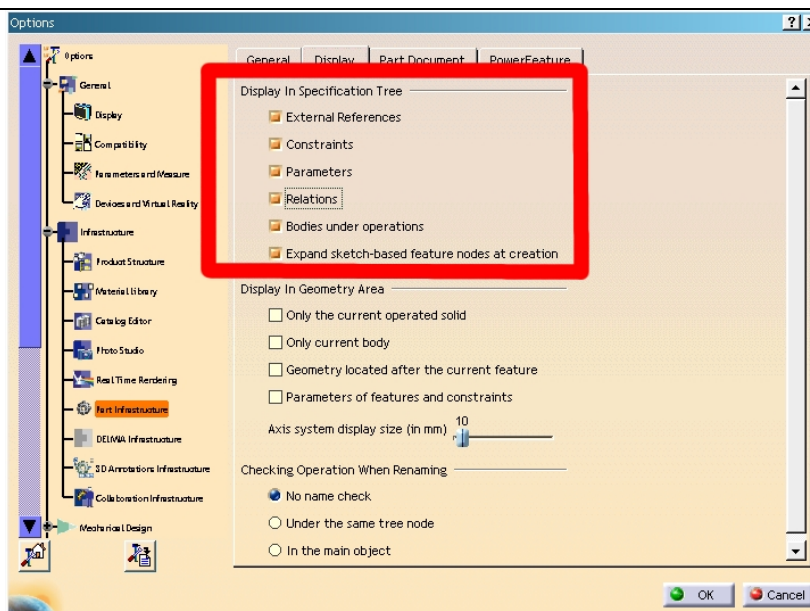 Options
Options
General
Display
Compatibility
Parameters and Measure
Devices and Virtual Reality
Infrastructure
Product Structure
Material Library
Catalog Editor
Photo Studio
Real Time Rendering
Part Infrastructure
DELMIA Infrastructure
3D Annotations Infrastructure
Collaboration Infrastructure
Mechanical Design
General Display Part Document PowerFeature
Display In Specification Tree
External References
Constraints
Parameters
Relations
Bodies under operations
Expand sketch-based feature nodes at creation
Display In Geometry Area
Only the current operated solid
Only current body
Geometry located after the current feature
Parameters of features and constraints
10
Axis system display size (in mm)
Checking Operation When Renaming
No name check
Under the same tree node
In the main object
OK Cancel